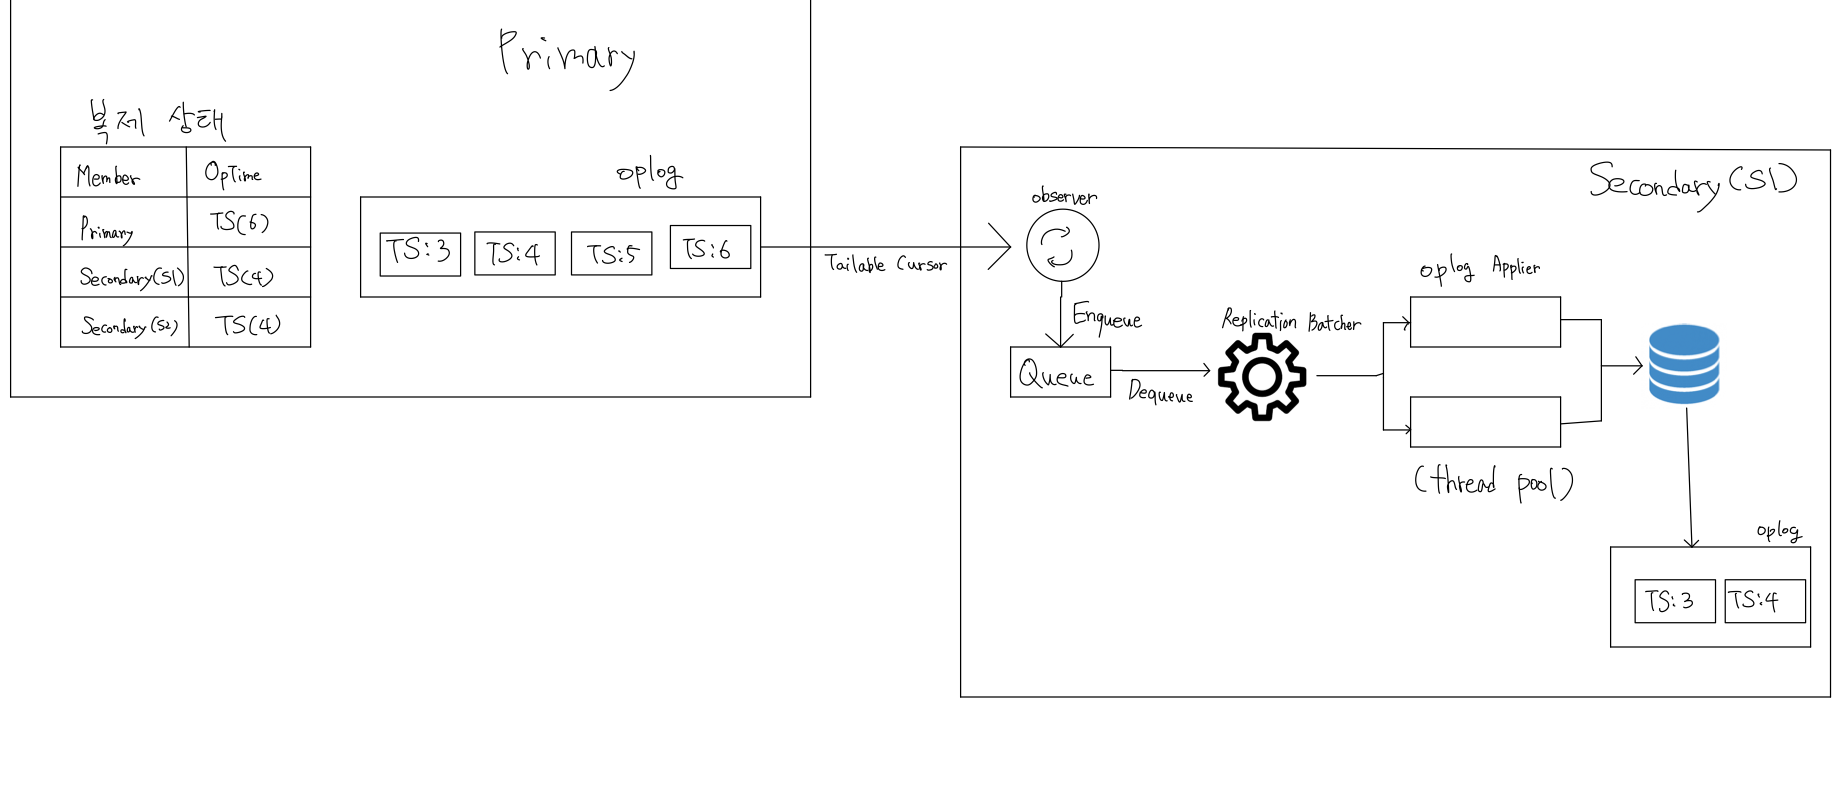 Primary
복제 상태
Member OpTime
Primary TS(6)
Secondary(S1) TS(4)
Secondary(S2) TS(4)
oplog
TS:3 TS:4 TS:5 TS:6
Tailable Cursor
Secondary(S1)
observer
Enqueue
Queue
Dequeue
Replication Batcher
oplog Applier
(thread pool)
oplog
TS:3 TS:4